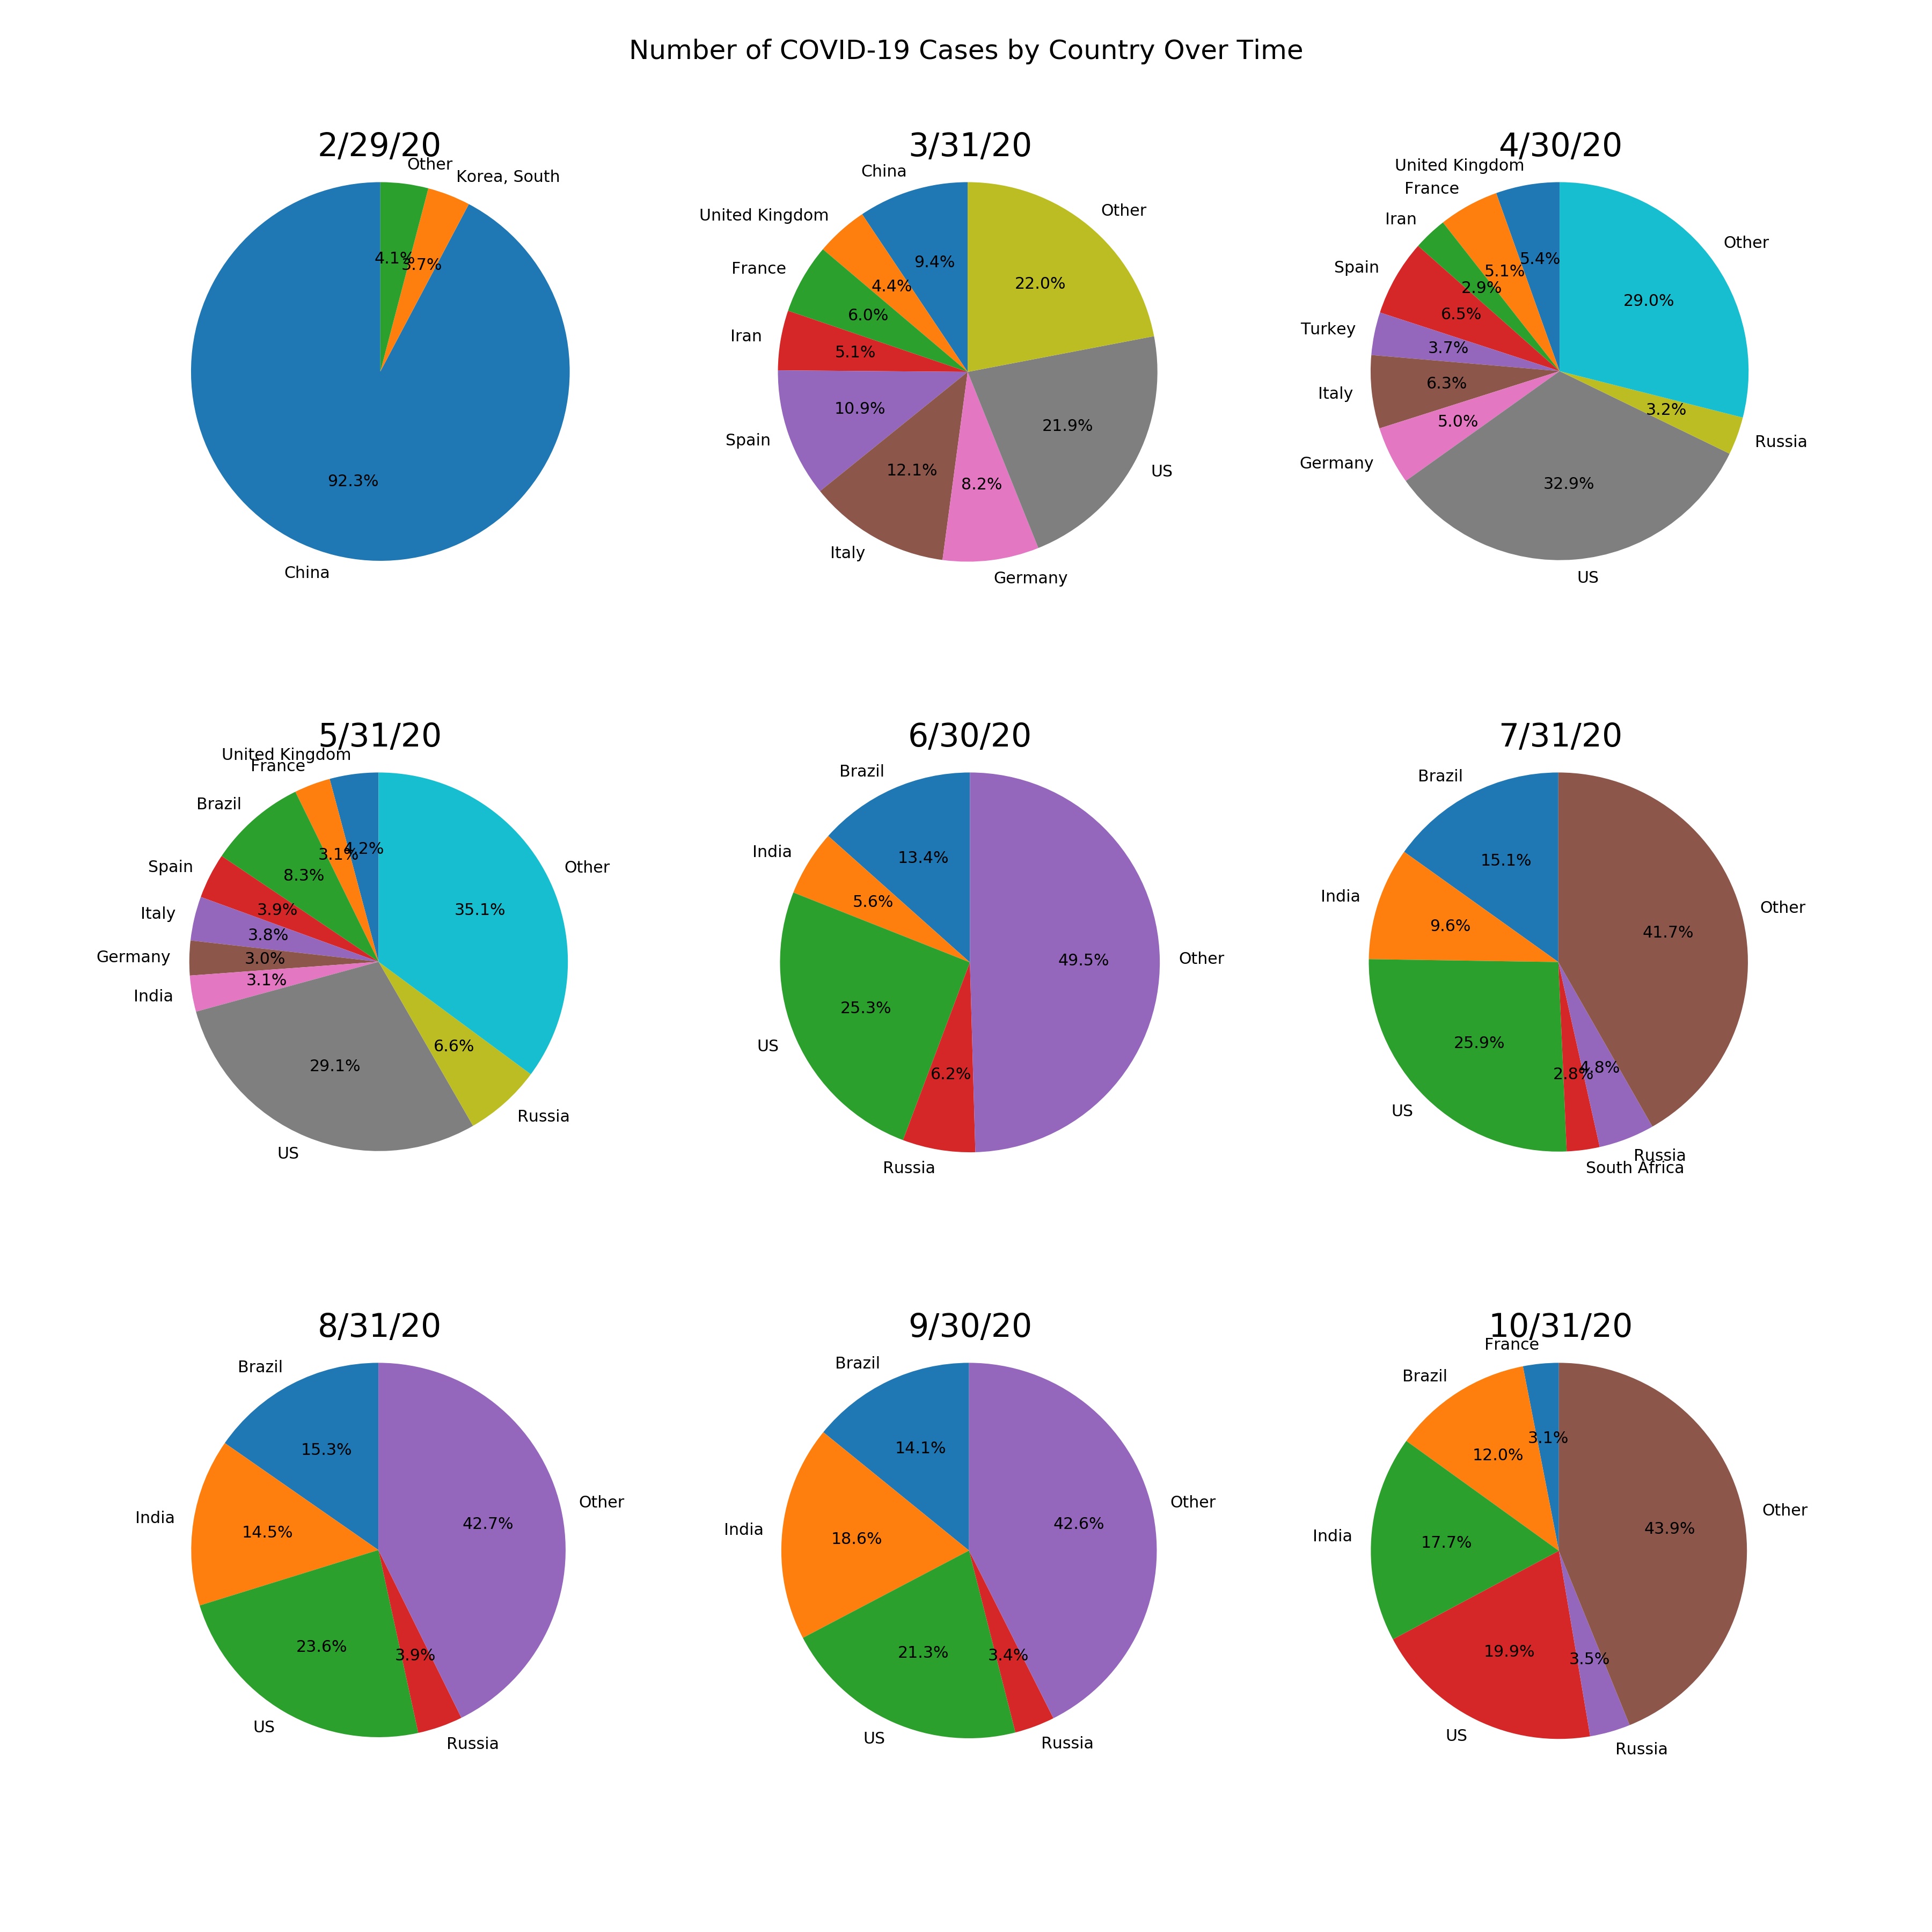 Number of COVID-19 Cases by Country Over Time
2/29/20
Other
Korea, South
4.1%
3.7%
92.3%
China
3/31/20
China
United Kingdom
Other
France
9.4%
22.0%
4.4%
6.0%
Iran
5.1%
10.9%
21.9%
Spain
12.1%
8.2%
US
Italy
Germany
4/30/20
United Kingdom
France
Iran
Other
Spain
5.4%
5.1%
2.9%
29.0%
6.5%
Turkey
3.7%
6.3%
Italy
3.2%
5.0%
Russia
Germany
32.9%
US
5/31/20
United Kingdom
France
Brazil
4.2%
3.1%
Spain
Other
8.3%
3.9%
35.1%
Italy
3.8%
Germany
3.0%
3.1%
India
6.6%
29.1%
Russia
US
6/30/20
Brazil
India
13.4%
5.6%
49.5%
Other
25.3%
US
6.2%
Russia
7/31/20
Brazil
15.1%
India
Other
9.6%
41.7%
25.9%
2.8%
4.8%
US
Russia
South Africa
8/31/20
Brazil
15.3%
Other
India
14.5%
42.7%
23.6%
3.9%
US
Russia
9/30/20
Brazil
14.1%
Other
India
18.6%
42.6%
21.3%
3.4%
US
Russia
10/31/20
France
Brazil
3.1%
12.0%
Other
India
17.7%
43.9%
19.9%
3.5%
US
Russia